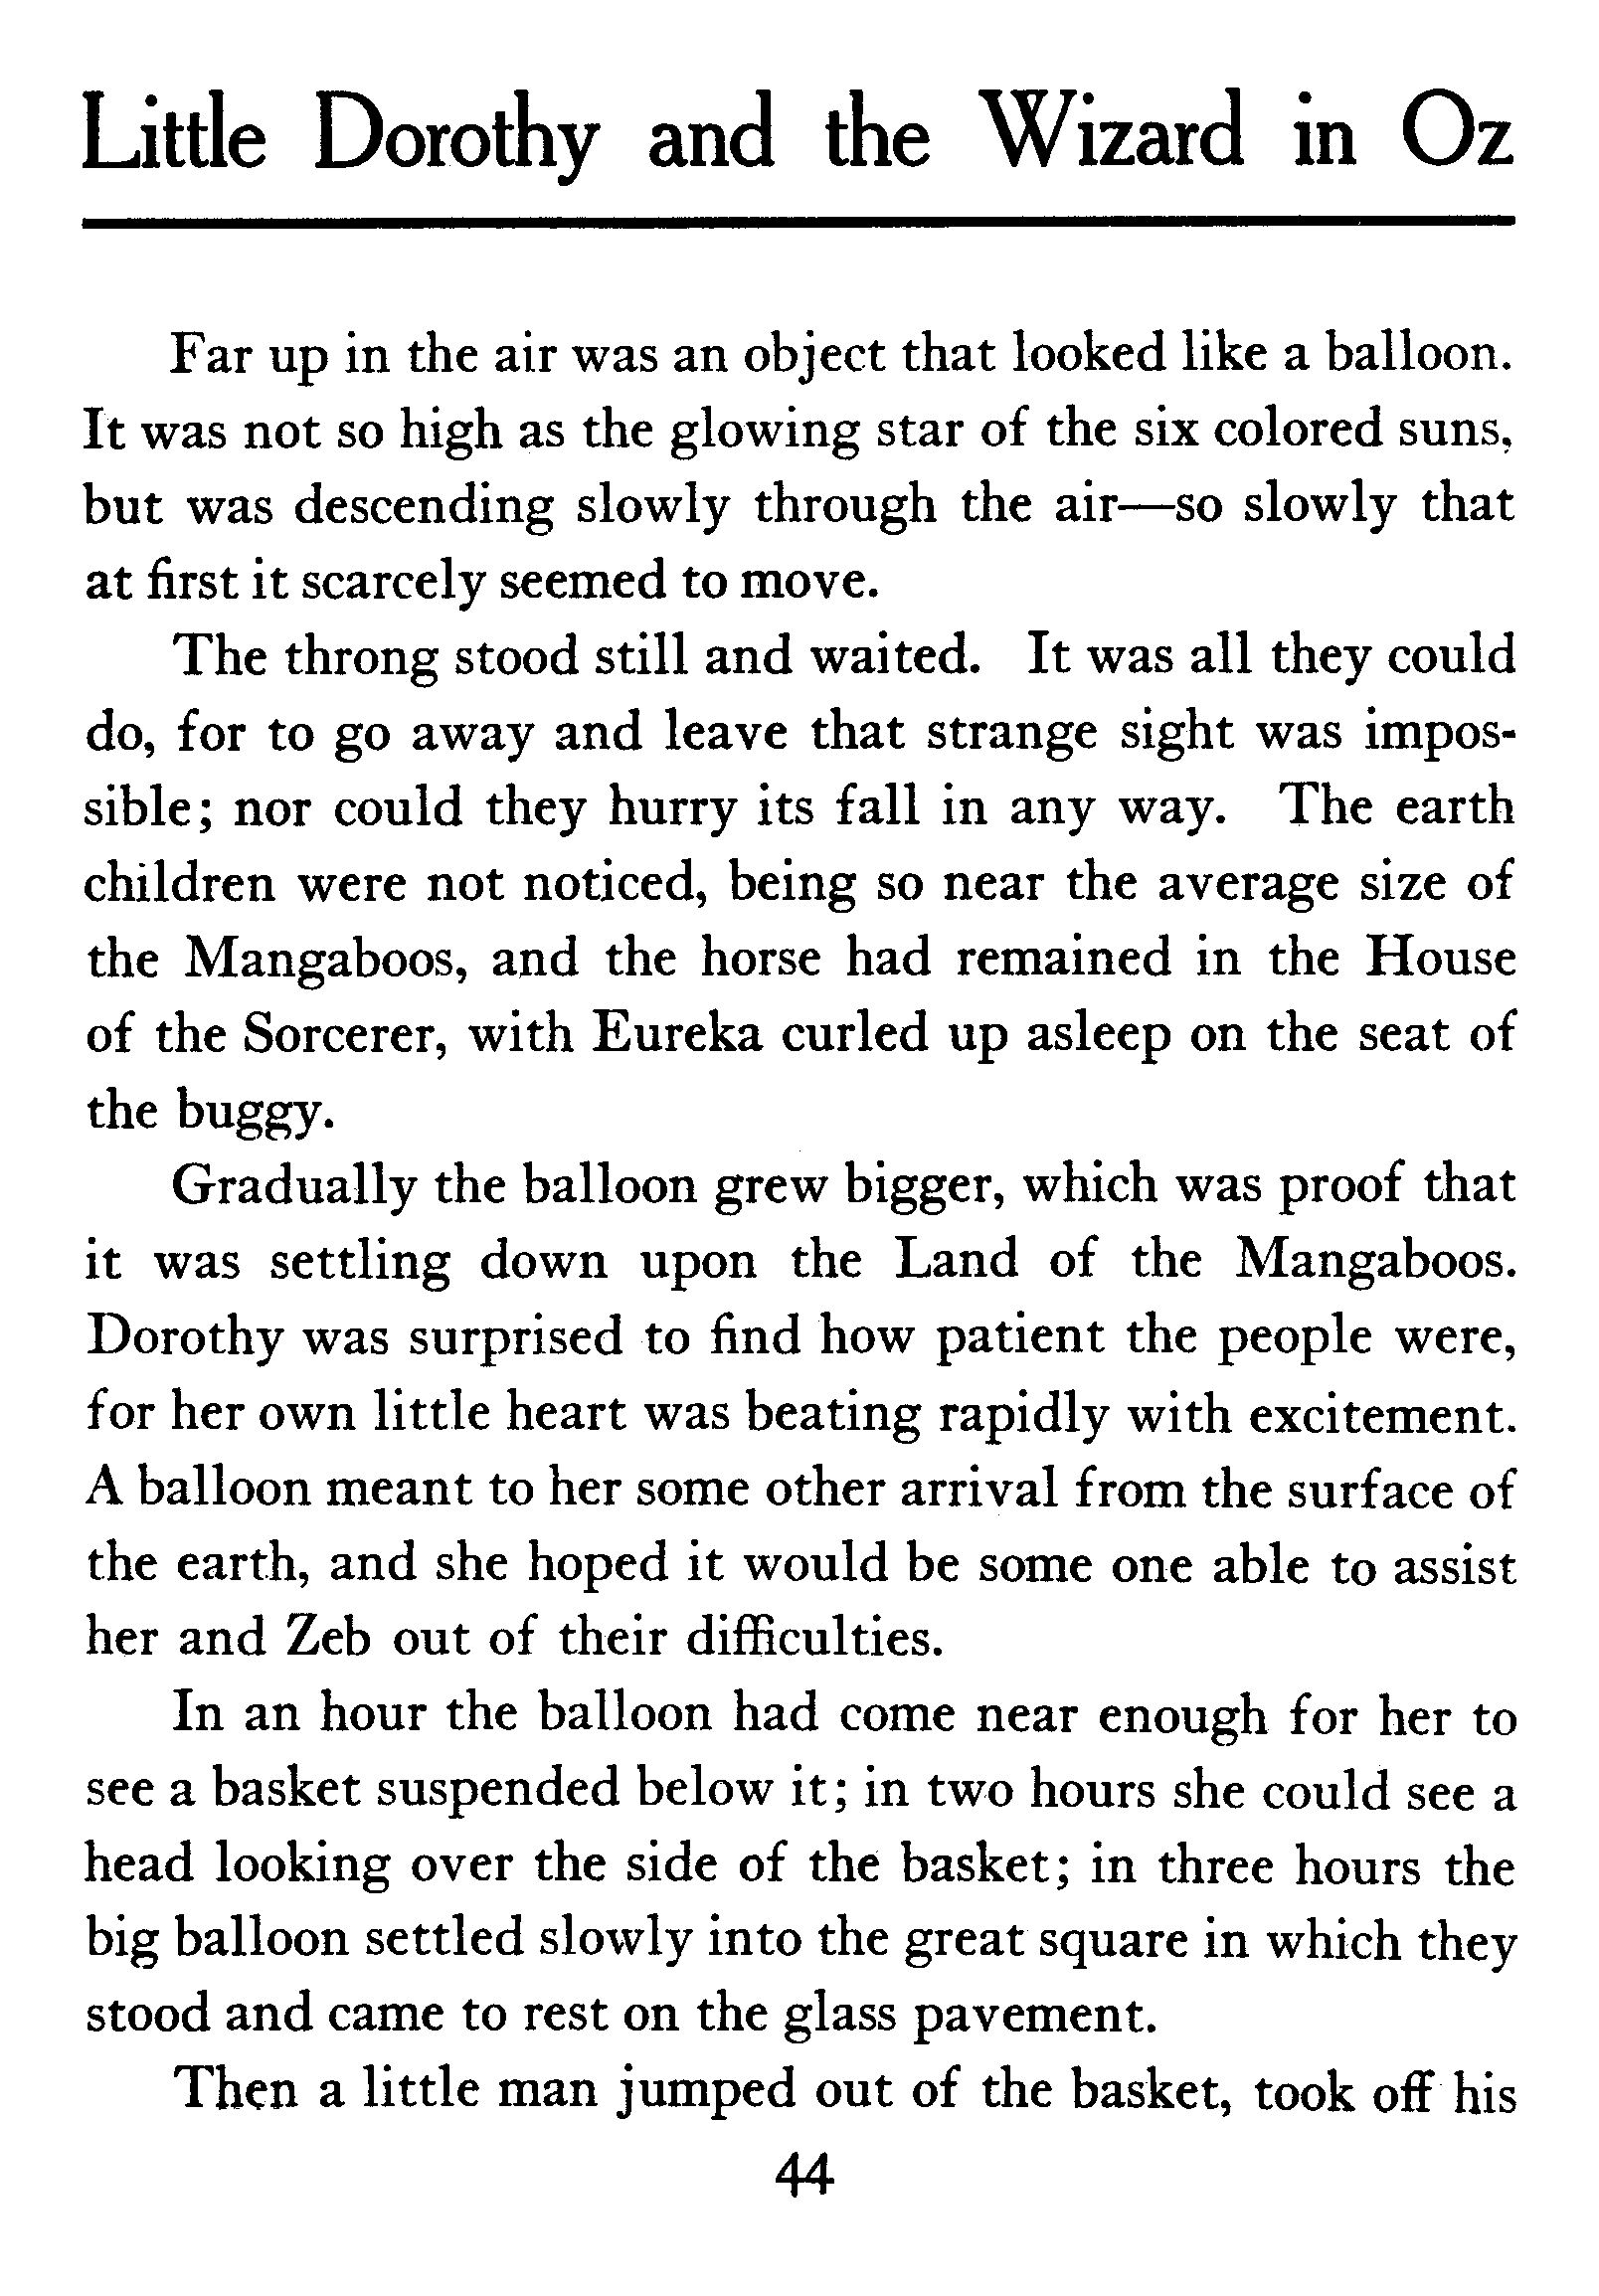 Little Dorothy and the Wizard in Oz
Far up in the air was an object that looked like a balloon.
It was not so high as the glowing star of the six colored suns,
but was descending slowly through the air—so slowly that
at first it scarcely seemed to move.
The throng stood still and waited. It was all they could
do, for to go away and leave that strange sight was impos-
sible; nor could they hurry its fall in any way. The earth
children were not noticed, being so near the average size of
the Mangaboos, and the horse had remained in the House
of the Sorcerer, with Eureka curled up asleep on the seat of
the buggy.
Gradually the balloon grew bigger, which was proof that
it was settling down upon the Land of the Mangaboos.
Dorothy was surprised to find how patient the people were,
for her own little heart was beating rapidly with excitement.
A balloon meant to her some other arrival from the surface of
the earth, and she hoped it would be some one able to assist
her and Zeb out of their difficulties.
In an hour the balloon had come near enough for her to
see a basket suspended below it; in two hours she could see a
head looking over the side of the basket; in three hours the
big balloon settled slowly into the great square in which they
stood and came to rest on the glass pavement.
Then a little man jumped out of the basket, took off his
44